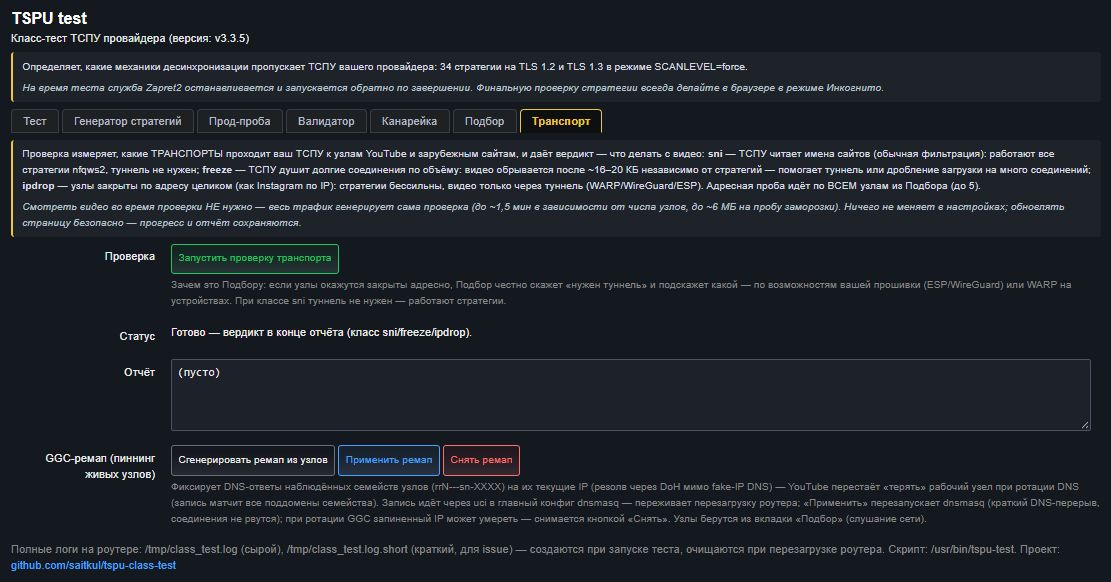 TSPU test
Класс-тест ТСПУ провайдера (версия: v3.3.5)
Определяет, какие механики десинхронизации пропускает ТСПУ вашего провайдера: 34 стратегии на TLS 1.2 и TLS 1.3 в режиме SCANLEVEL=force.
На время теста служба Zapret2 останавливается и запускается обратно по завершении. Финальную проверку стратегии всегда делайте в браузере в режиме Инкогнито.
Тест Генератор стратегий Прод-проба Валидатор Канарейка Подбор Транспорт
Проверка измеряет, какие ТРАНСПОРТЫ проходит ваш ТСПУ к узлам YouTube и зарубежным сайтам, и даёт вердикт — что делать с видео: sni — ТСПУ читает имена сайтов (обычная фильтрация): работают все
стратегии nfqws2, туннель не нужен; freeze — ТСПУ душит долгие соединения по объёму: видео обрывается после ~16–20 КБ независимо от стратегий — помогает туннель или дробление загрузки на много соединений;
ipdrop — узлы закрыты по адресу целиком (как Instagram по IP): стратегии бессильны, видео только через туннель (WARP/WireGuard/ESP). Адресная проба идёт по ВСЕМ узлам из Подбора (до 5).
Смотреть видео во время проверки НЕ нужно — весь трафик генерирует сама проверка (до ~1,5 мин в зависимости от числа узлов, до ~6 МБ на пробу заморозки). Ничего не меняет в настройках; обновлять
страницу безопасно — прогресс и отчёт сохраняются.
Проверка
Запустить проверку транспорта
Зачем это Подбору: если узлы окажутся закрыты адресно, Подбор честно скажет «нужен туннель» и подскажет какой — по возможностям вашей прошивки (ESP/WireGuard) или WARP на
устройствах. При классе sni туннель не нужен — работают стратегии.
Статус
Готово — вердикт в конце отчёта (класс sni/freeze/ipdrop).
Отчёт
(пусто)
GGC-ремап (пиннинг
живых узлов)
Сгенерировать ремап из узлов Применить ремап Снять ремап
Фиксирует DNS-ответы наблюдённых семейств узлов (rrN---sn-XXXX) на их текущие IP (резолв через DoH мимо fake-IP DNS) — YouTube перестаёт «терять» рабочий узел при ротации DNS
(запись матчит все поддомены семейства). Запись идёт через uci в главный конфиг dnsmasq — переживает перезагрузку роутера; «Применить» перезапускает dnsmasq (краткий DNS-перерыв,
соединения не рвутся); при ротации GGC запиненный IP может умереть — снимается кнопкой «Снять». Узлы берутся из вкладки «Подбор» (слушание сети).
Полные логи на роутере: /tmp/class_test.log (сырой), /tmp/class_test.log.short (краткий, для issue) — создаются при запуске теста, очищаются при перезагрузке роутера. Скрипт: /usr/bin/tspu-test. Проект:
github.com/saitkul/tspu-class-test